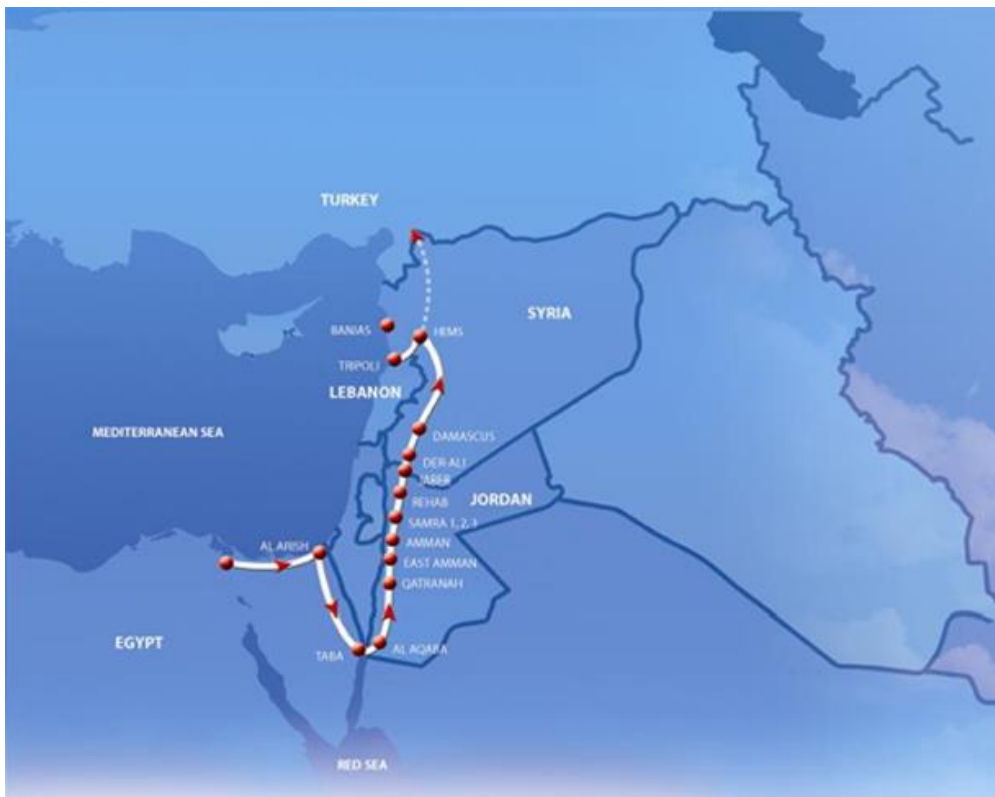 TURKEY
SYRIA
BANIAS
HEMS
TRIPOLI
LEBANON
MEDITERRANEAN SEA
DAMASCUS
DER-ALI
JABER
REHAB
JORDAN
SAMRA 1, 2, 3
AL ARISH
AMMAN
EAST AMMAN
QATRANAH
EGYPT
TABA
AL AQABA
RED SEA